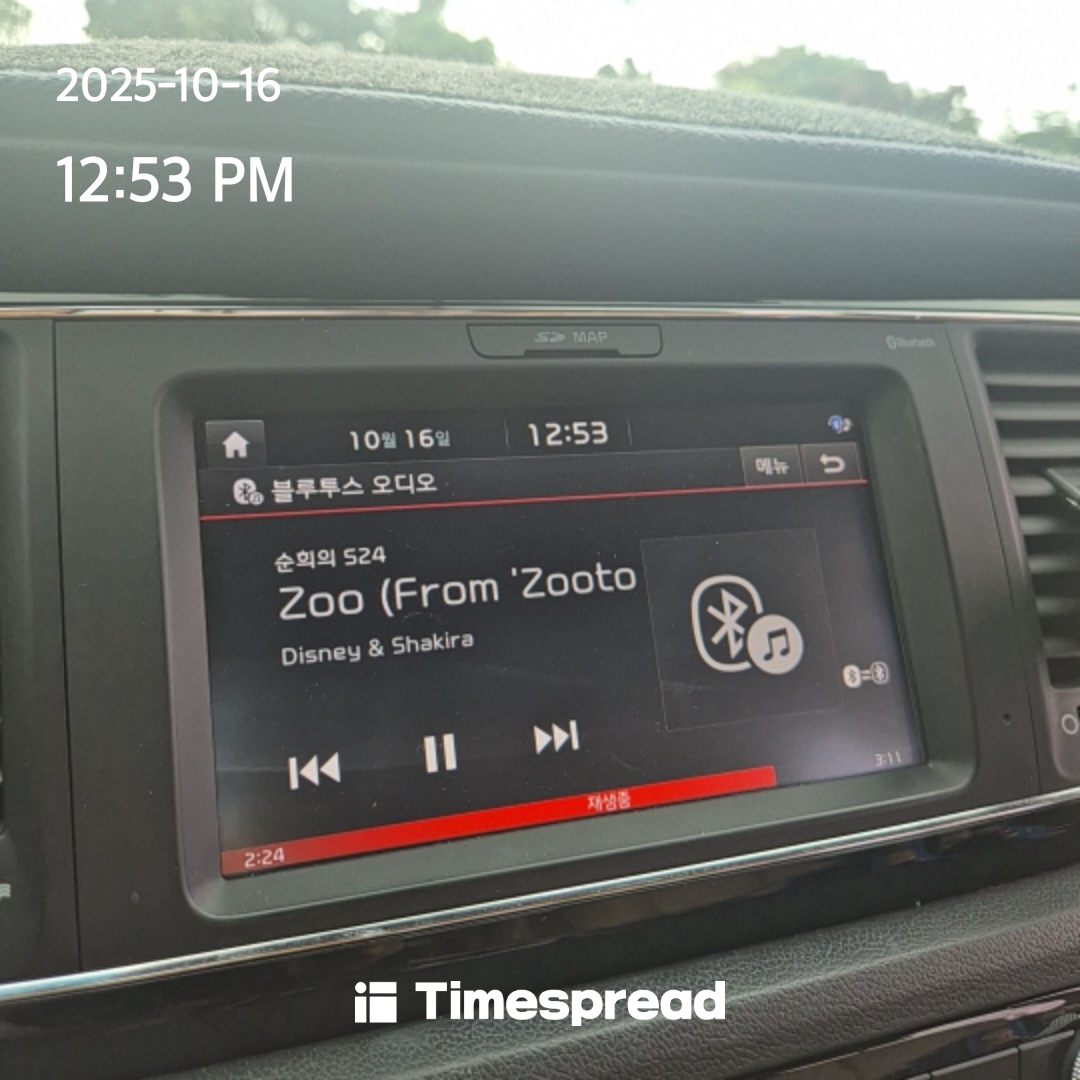 2025-10-16
12:53 PM
SD MAP
Bluetooth
10월 16일 12:53
메뉴
블루투스 오디오
순희의 S24
Zoo (From 'Zooto
Disney & Shakira
3:11
재생중
2:24
Timespread